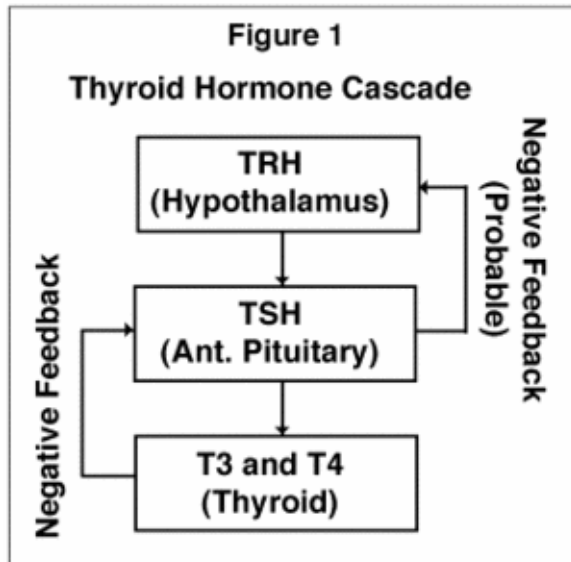 Figure 1
Thyroid Hormone Cascade
TRH
(Hypothalamus)
Negative Feedback
(Probable)
TSH
(Ant. Pituitary)
Negative Feedback
T3 and T4
(Thyroid)